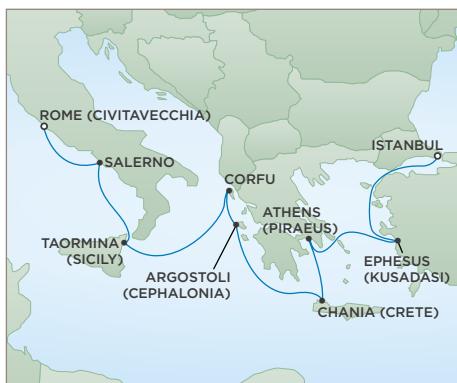 ROME (CIVITAVECCHIA)
ISTANBUL
SALERNO
CORFU
ATHENS
(PIRAEUS)
TAORMINA
(SICILY)
EPHESUS
(KUSADASI)
ARGOSTOLI
(CEPHALONIA)
CHANIA (CRETE)